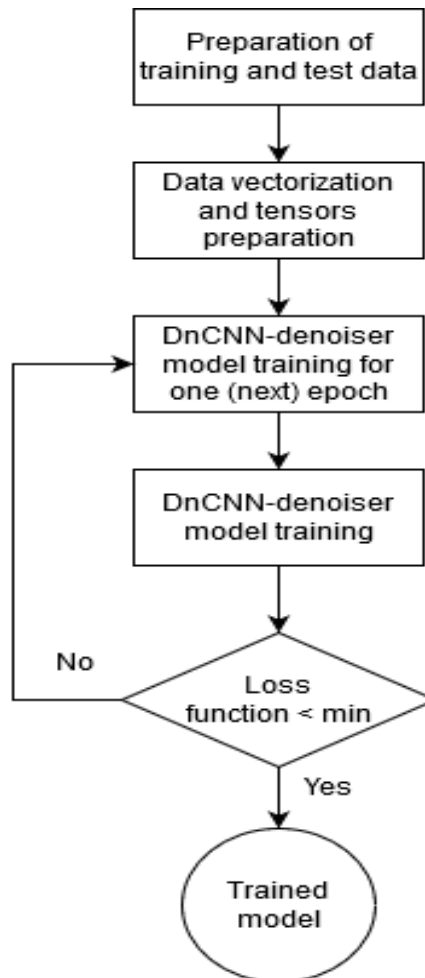 Preparation of
training and test data
Data vectorization
and tensors
preparation
DnCNN-denoiser
model training for
one (next) epoch
DnCNN-denoiser
model training
No
Loss
function < min
Yes
Trained
model